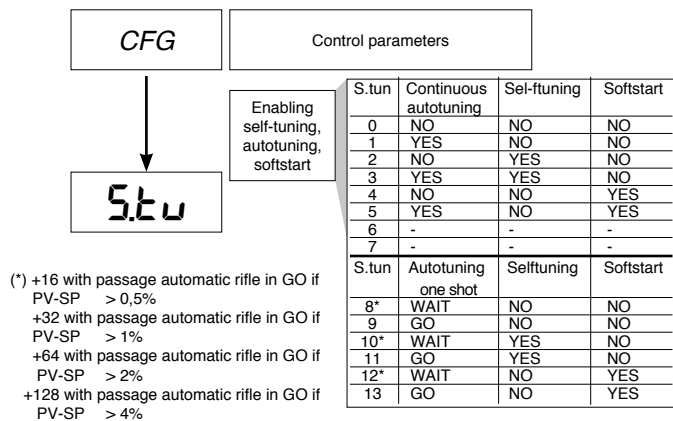 CFG
Control parameters
Enabling
self-tuning,
autotuning,
softstart
S.tu
S.tun Continuous autotuning Sel-ftuning Softstart
0 NO NO NO
1 YES NO NO
2 NO YES NO
3 YES YES NO
4 NO NO YES
5 YES NO YES
6 - - -
7 - - -
S.tun Autotuning one shot Selftuning Softstart
8* WAIT NO NO
9 GO NO NO
10* WAIT YES NO
11 GO YES NO
12* WAIT NO YES
13 GO NO YES
(*) +16 with passage automatic rifle in GO if
PV-SP > 0,5%
+32 with passage automatic rifle in GO if
PV-SP > 1%
+64 with passage automatic rifle in GO if
PV-SP > 2%
+128 with passage automatic rifle in GO if
PV-SP > 4%